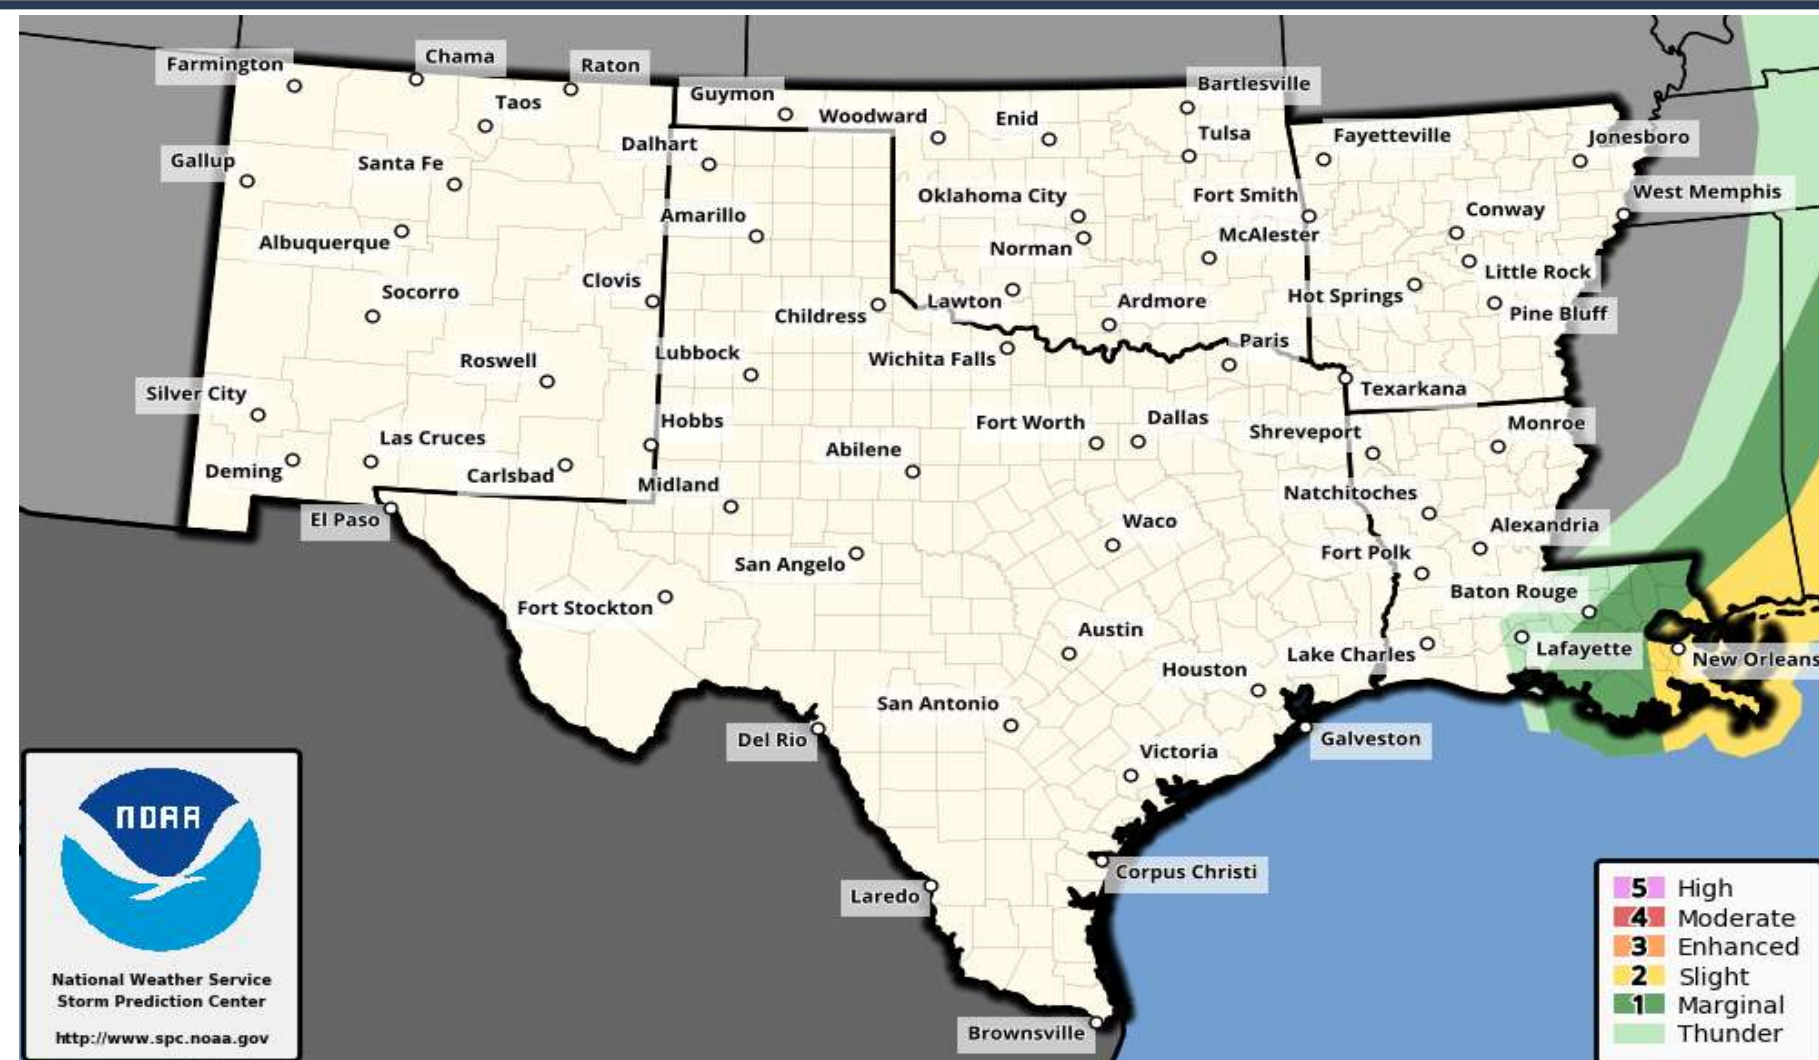 Farmington
Chama
Raton
Taos
Guymon
Woodward
Enid
Bartlesville
Tulsa
Fayetteville
Jonesboro
Gallup
Santa Fe
Dalhart
Oklahoma City
Fort Smith
West Memphis
Conway
Amarillo
Albuquerque
Norman
McAlester
Little Rock
Socorro
Clovis
Childress
Lawton
Ardmore
Hot Springs
Pine Bluff
Roswell
Lubbock
Wichita Falls
Paris
Texarkana
Silver City
Hobbs
Fort Worth
Dallas
Shreveport
Monroe
Las Cruces
Abilene
Deming
Carlsbad
Midland
Natchitoches
El Paso
Waco
Alexandria
San Angelo
Fort Polk
Fort Stockton
Baton Rouge
Austin
Lake Charles
Lafayette
New Orleans
Houston
San Antonio
Del Rio
Victoria
Galveston
Corpus Christi
Laredo
Brownsville
NOAA
National Weather Service
Storm Prediction Center
http://www.spc.noaa.gov
5 High
4 Moderate
3 Enhanced
2 Slight
1 Marginal
Thunder